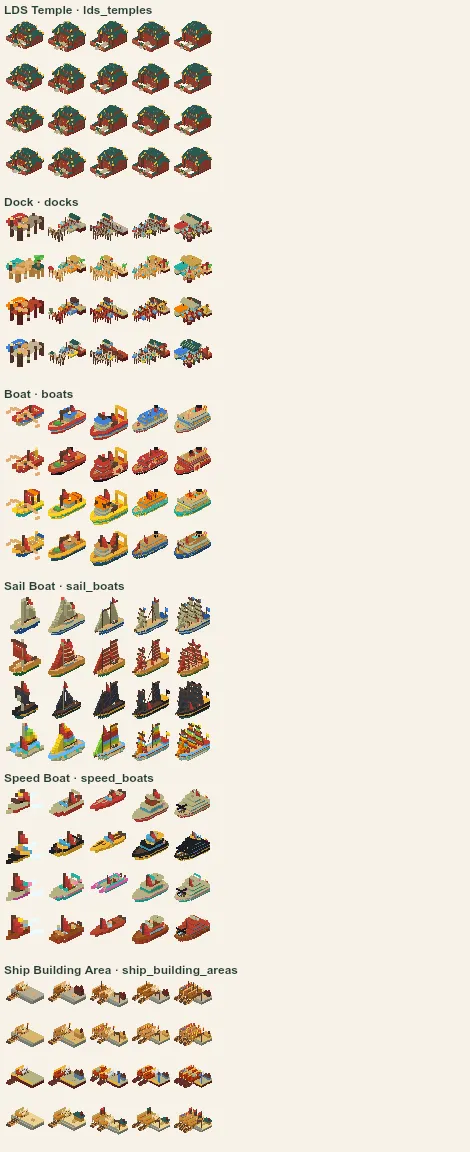 LDS Temple · lds_temples
Dock · docks
Boat · boats
Sail Boat · sail_boats
Speed Boat · speed_boats
Ship Building Area · ship_building_areas